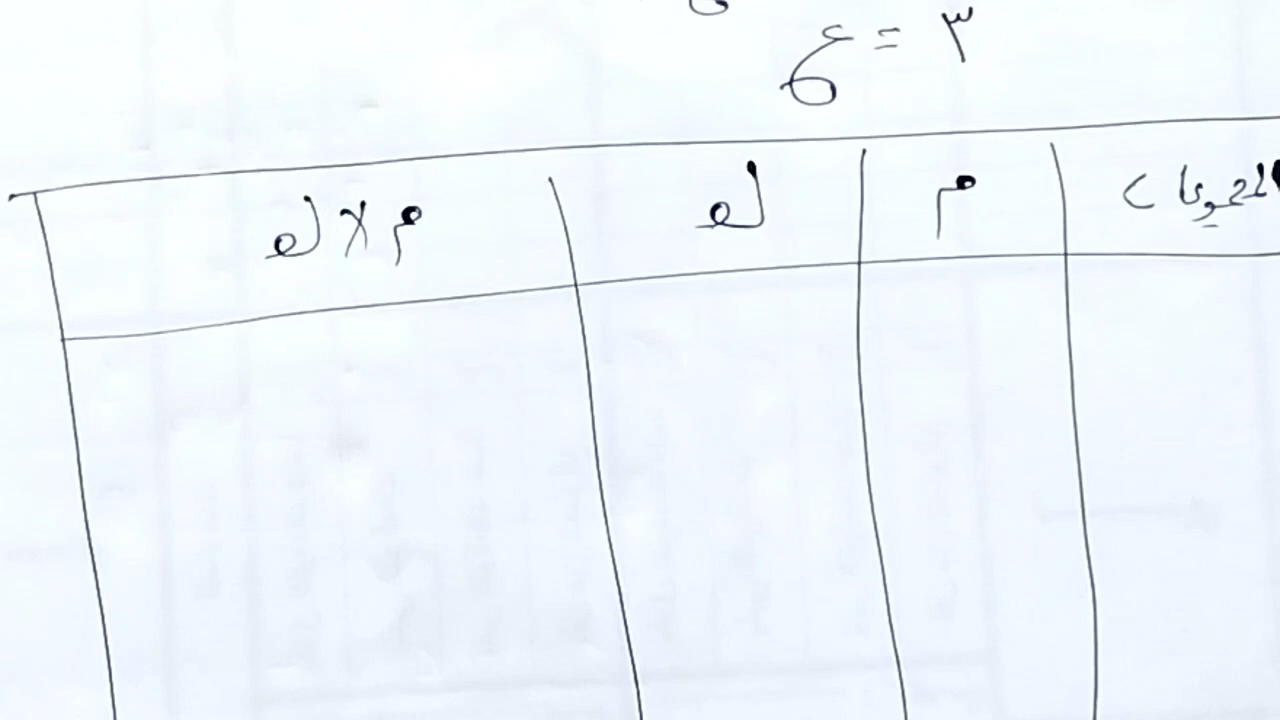 ع = ٣
م ل م × ل